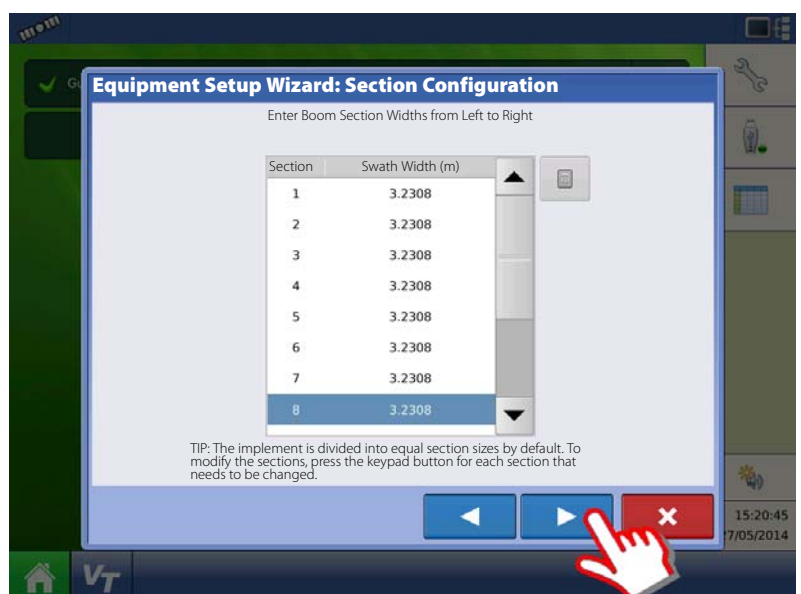 Gu
Equipment Setup Wizard: Section Configuration
Enter Boom Section Widths from Left to Right
Section Swath Width (m)
1 3.2308
2 3.2308
3 3.2308
4 3.2308
5 3.2308
6 3.2308
7 3.2308
8 3.2308
TIP: The implement is divided into equal section sizes by default. To
modify the sections, press the keypad button for each section that
needs to be changed.
15:20:45
7/05/2014
VT